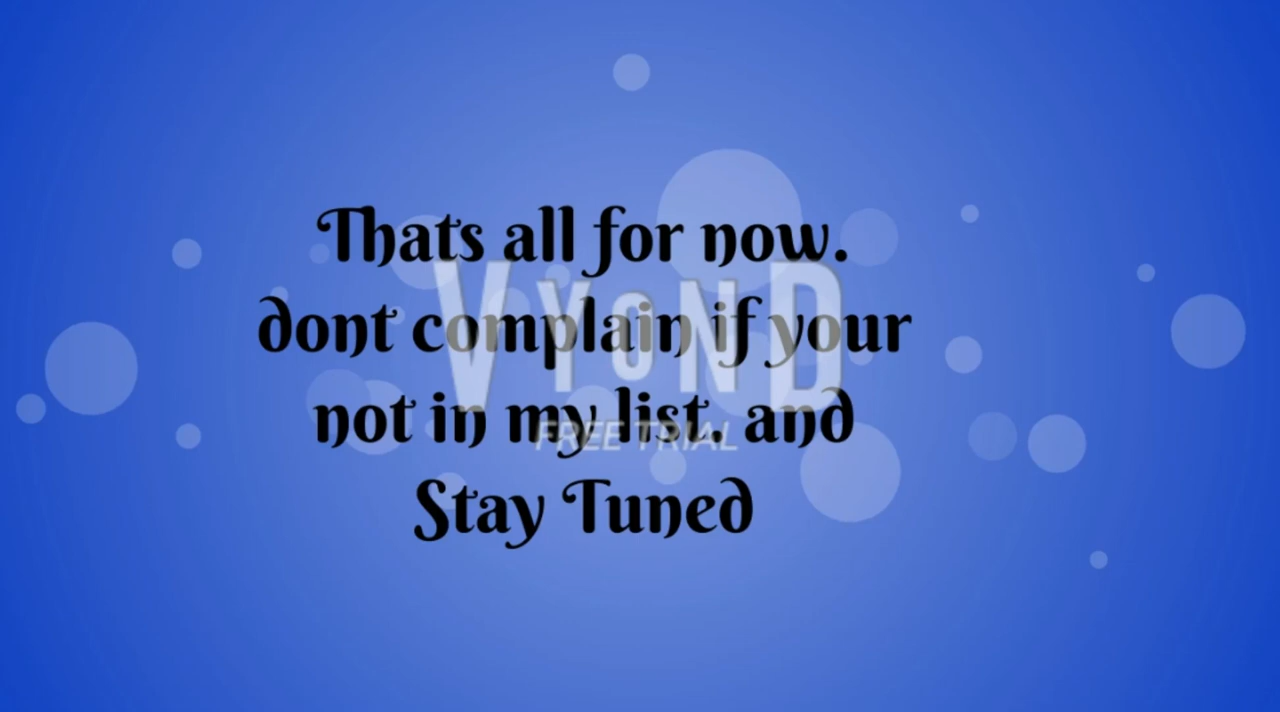 Thats all for now.
dont complain if your
not in my list. and
Stay Tuned
VYOND
FREE TRIAL